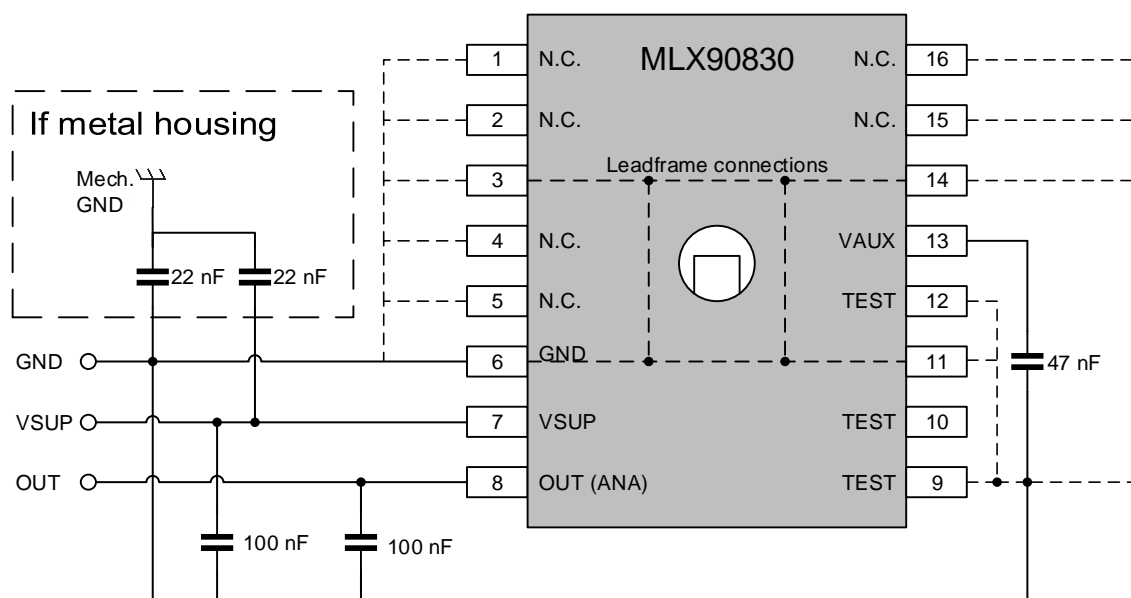 MLX90830
1 N.C. N.C. 16
If metal housing
2 N.C. N.C. 15
Leadframe connections
Mech.
GND
3 14
4 N.C. VAUX 13
22 nF 22 nF
5 N.C. TEST 12
GND 6 GND 11 47 nF
VSUP 7 VSUP TEST 10
OUT 8 OUT (ANA) TEST 9
100 nF 100 nF